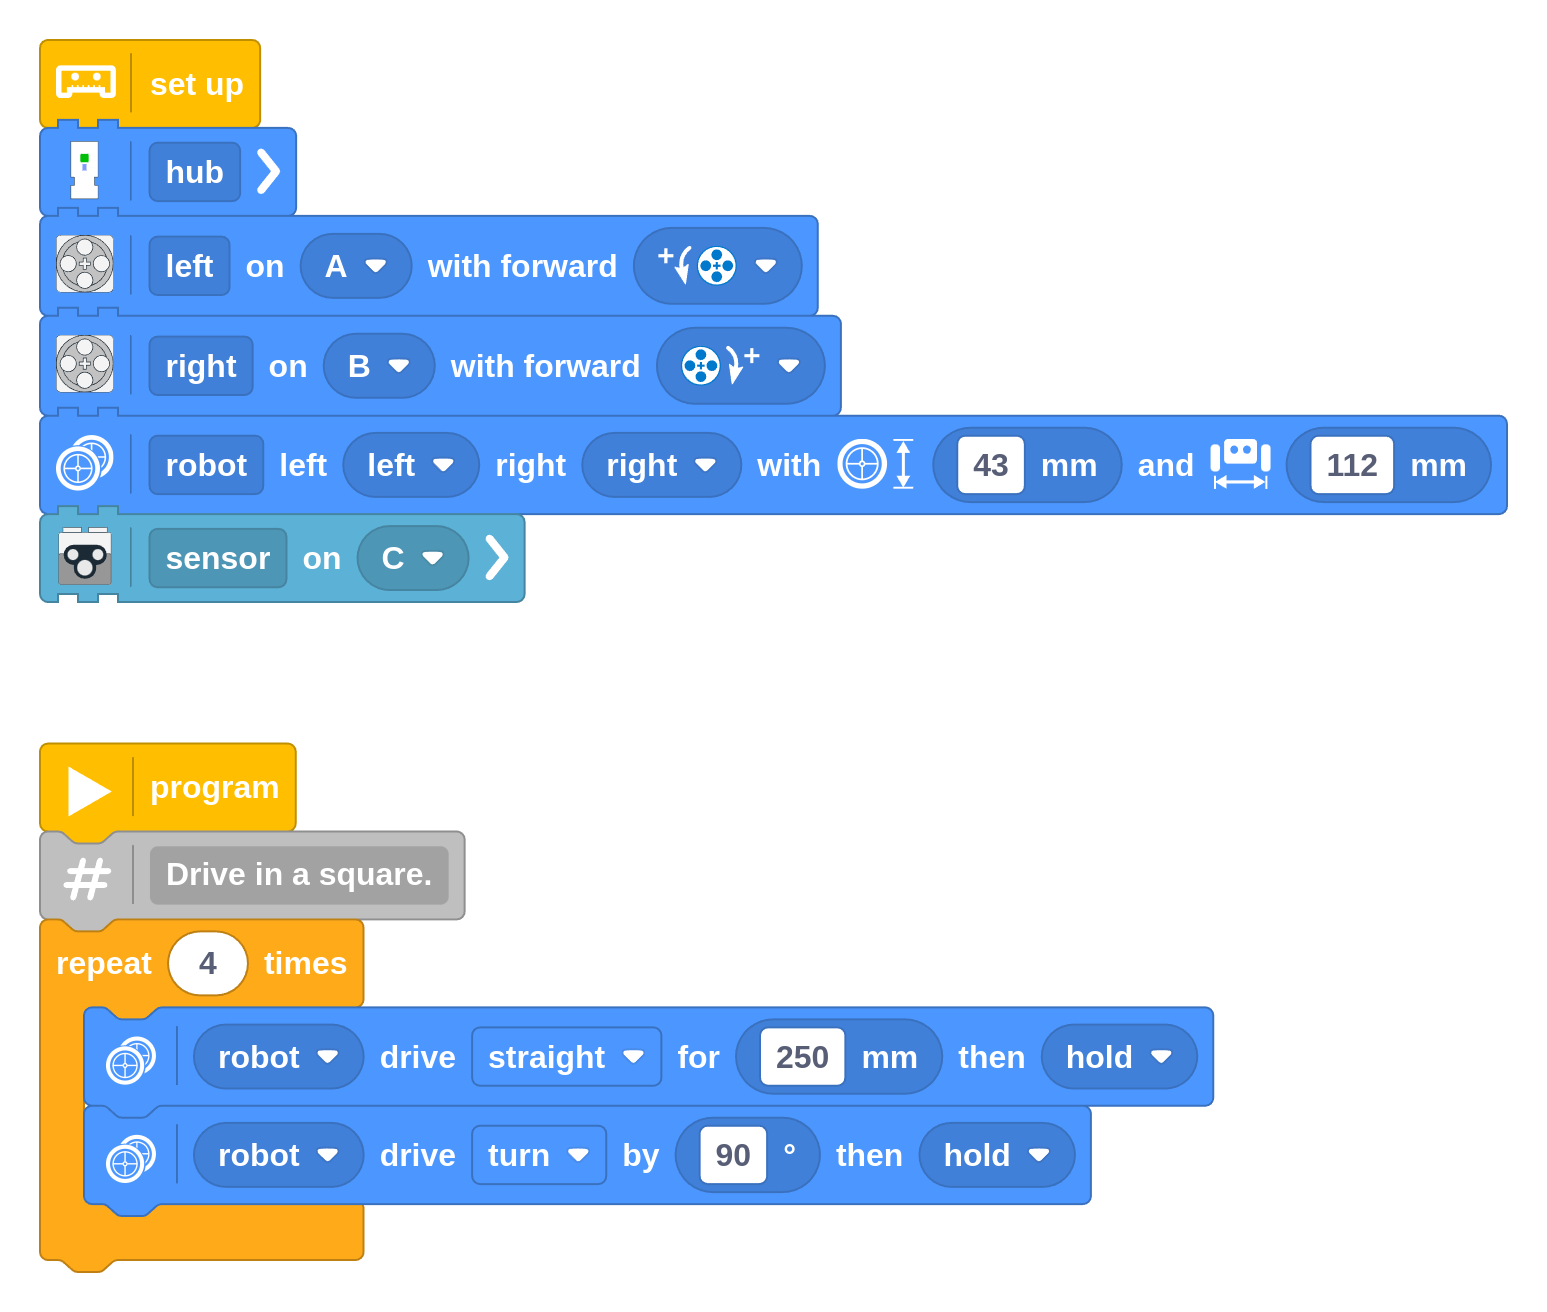 set up
hub
left on A with forward +
right on B with forward +
robot left left right right with 43 mm and 112 mm
sensor on C
program
# Drive in a square.
repeat 4 times
robot drive straight for 250 mm then hold
robot drive turn by 90 ° then hold